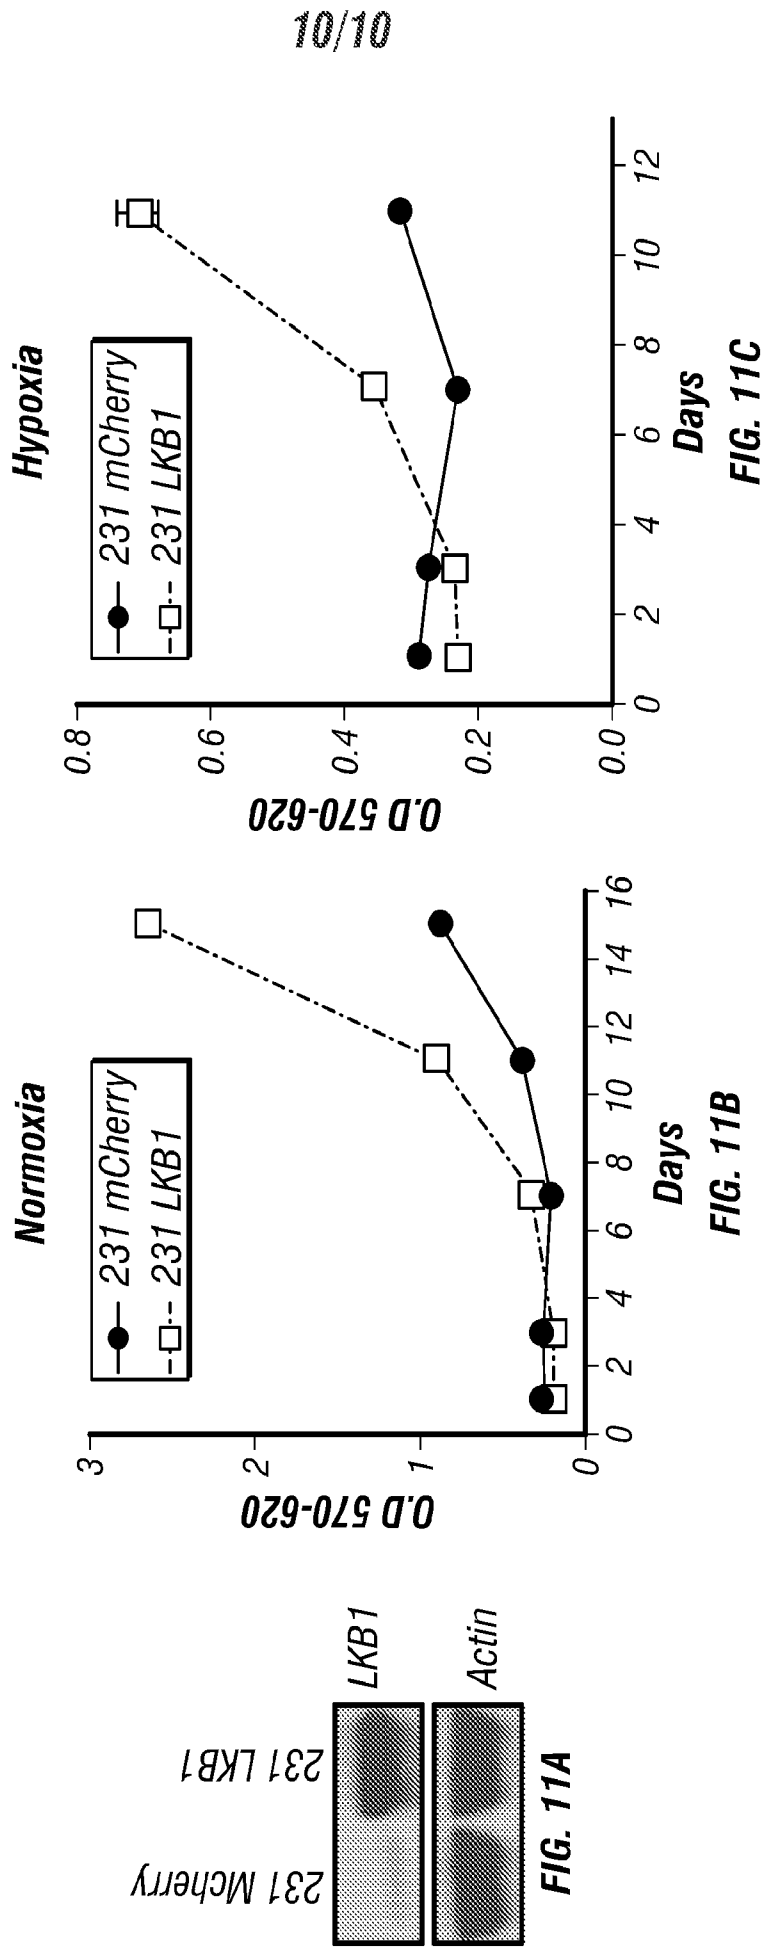 10/10
231 Mcherry
231 LKB1
LKB1
Actin
FIG. 11A
Normoxia
231 mCherry
231 LKB1
O.D 570-620
3
2
1
0
0 2 4 6 8 10 12 14 16
Days
FIG. 11B
Hypoxia
231 mCherry
231 LKB1
O.D 570-620
0.8
0.6
0.4
0.2
0.0
0 2 4 6 8 10 12
Days
FIG. 11C